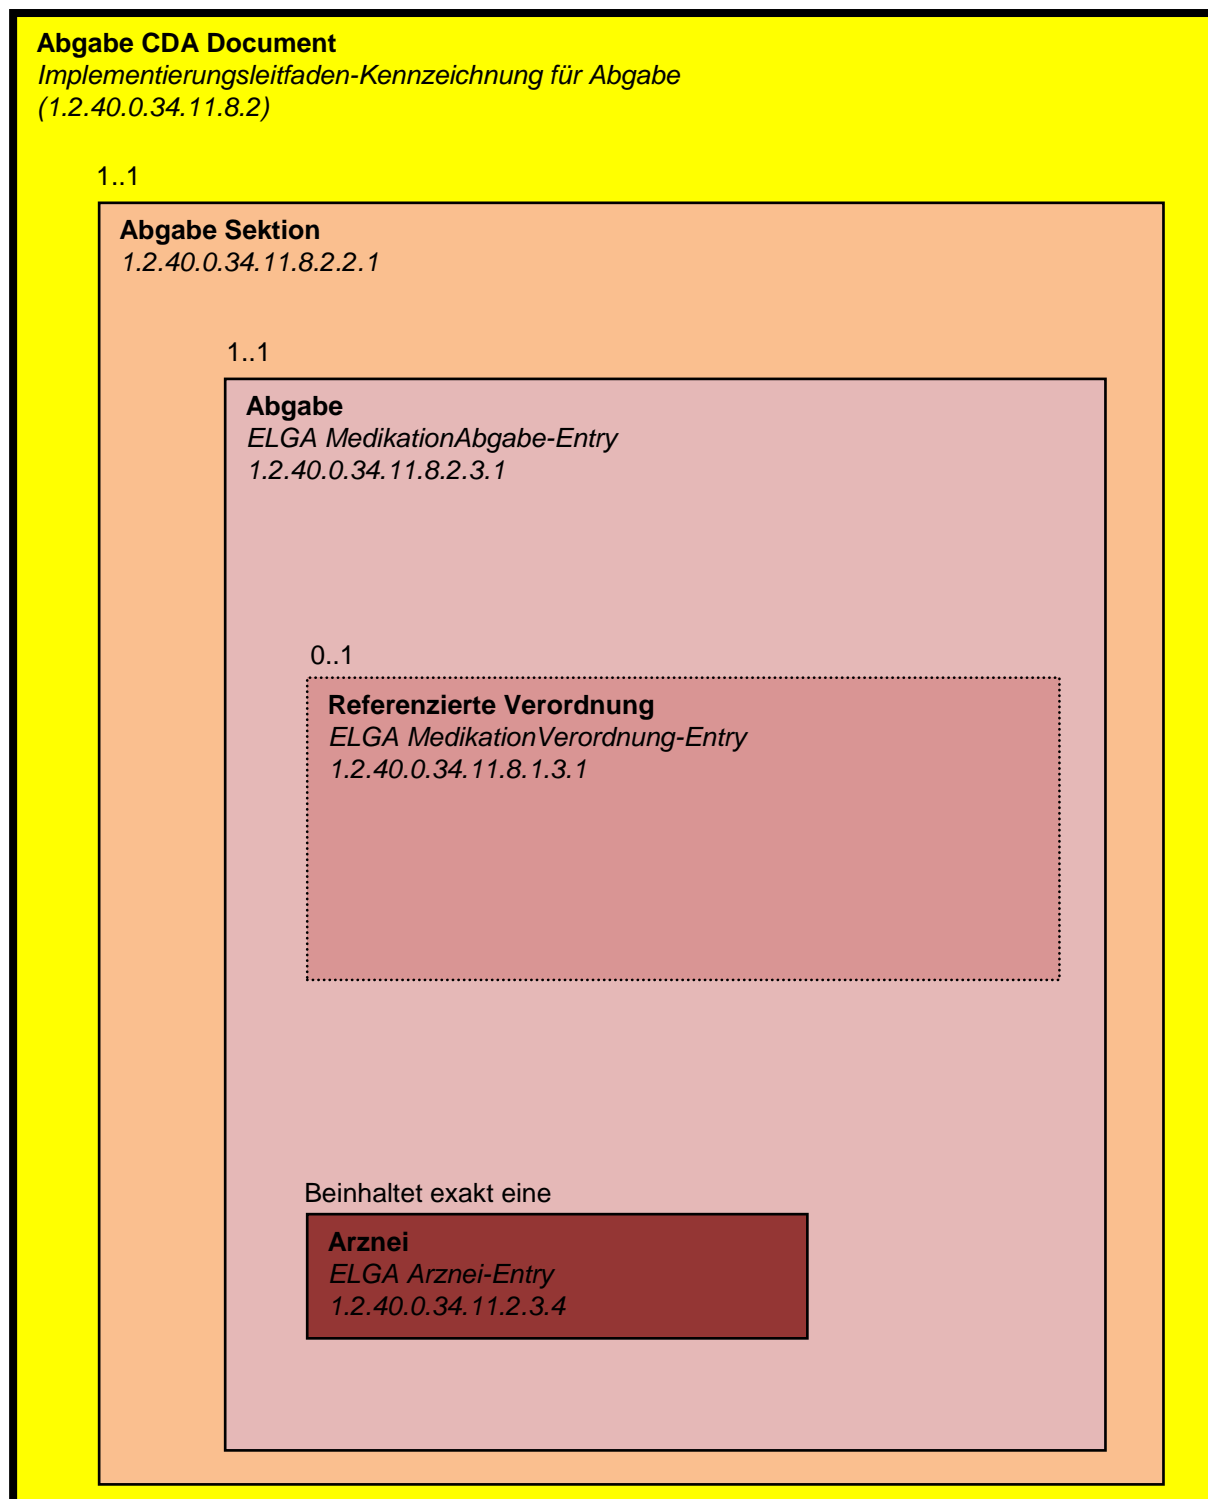 Abgabe CDA Document
Implementierungsleitfaden-Kennzeichnung für Abgabe
(1.2.40.0.34.11.8.2)
1..1
Abgabe Sektion
1.2.40.0.34.11.8.2.2.1
1..1
Abgabe
ELGA MedikationAbgabe-Entry
1.2.40.0.34.11.8.2.3.1
0..1
Referenzierte Verordnung
ELGA MedikationVerordnung-Entry
1.2.40.0.34.11.8.1.3.1
Beinhaltet exakt eine
Arznei
ELGA Arznei-Entry
1.2.40.0.34.11.2.3.4